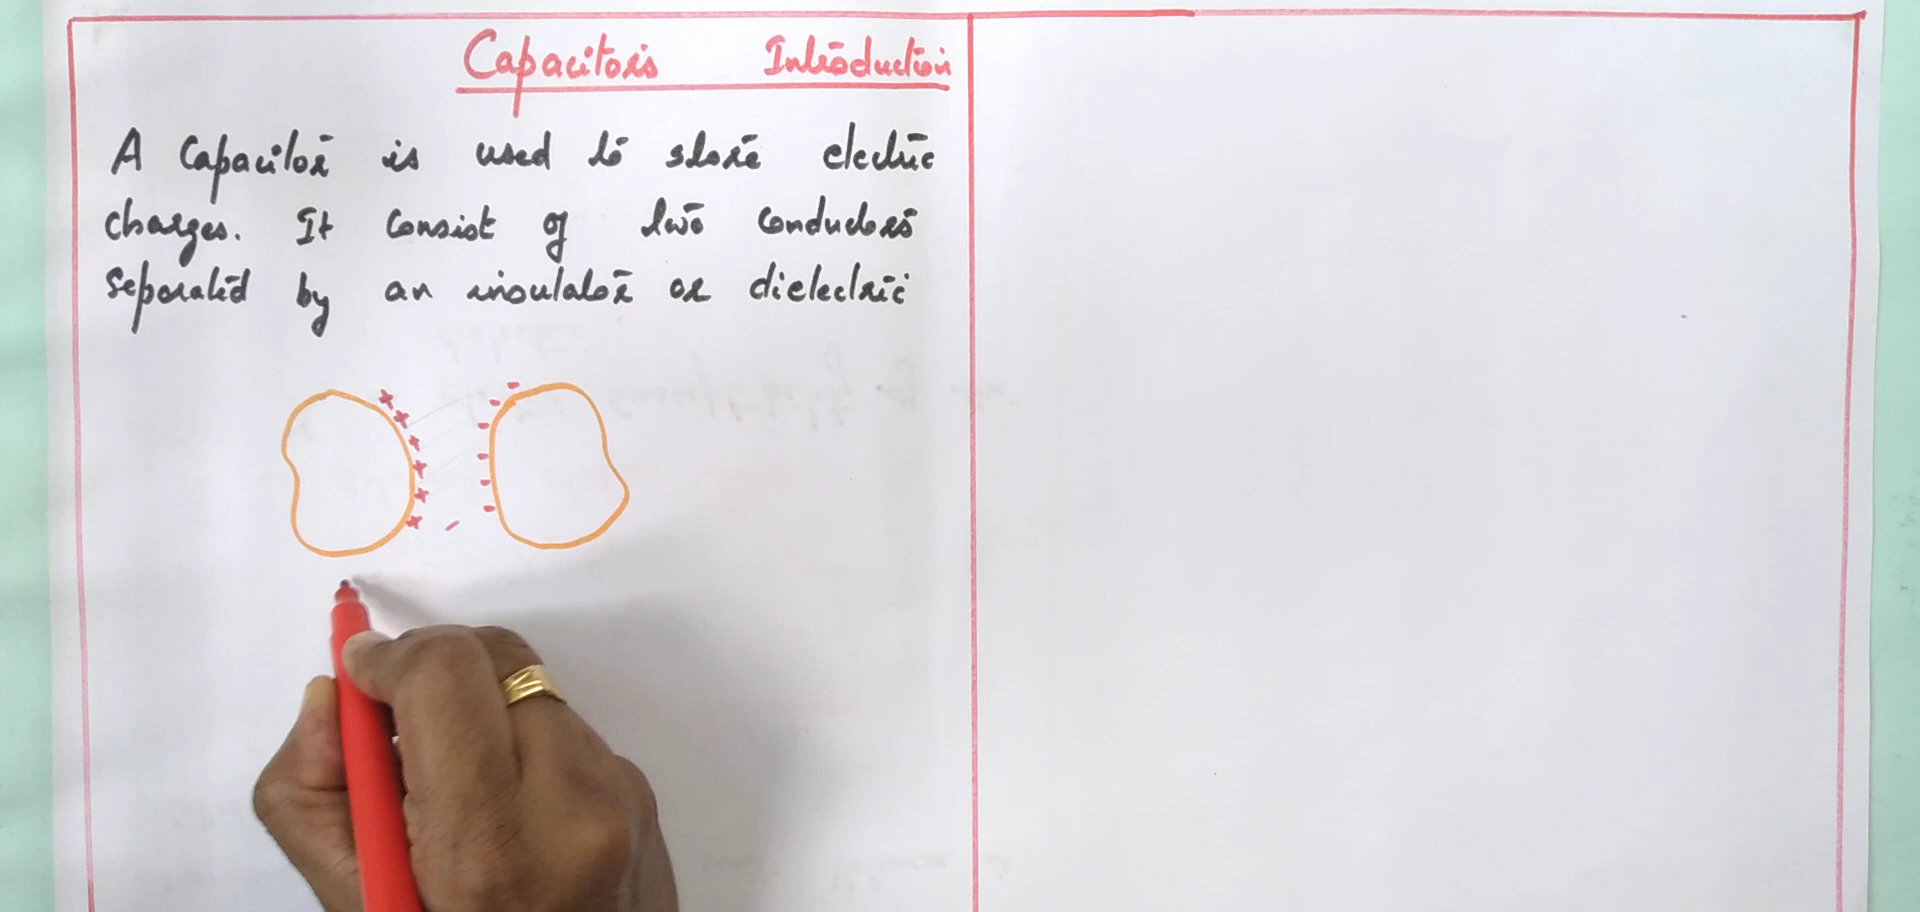 Capacitors Introduction
A Capacitor is used to store electric
charges. It consist of two conductors
Separated by an insulator or dielectric
+ + + + + +
- - - - - -
-